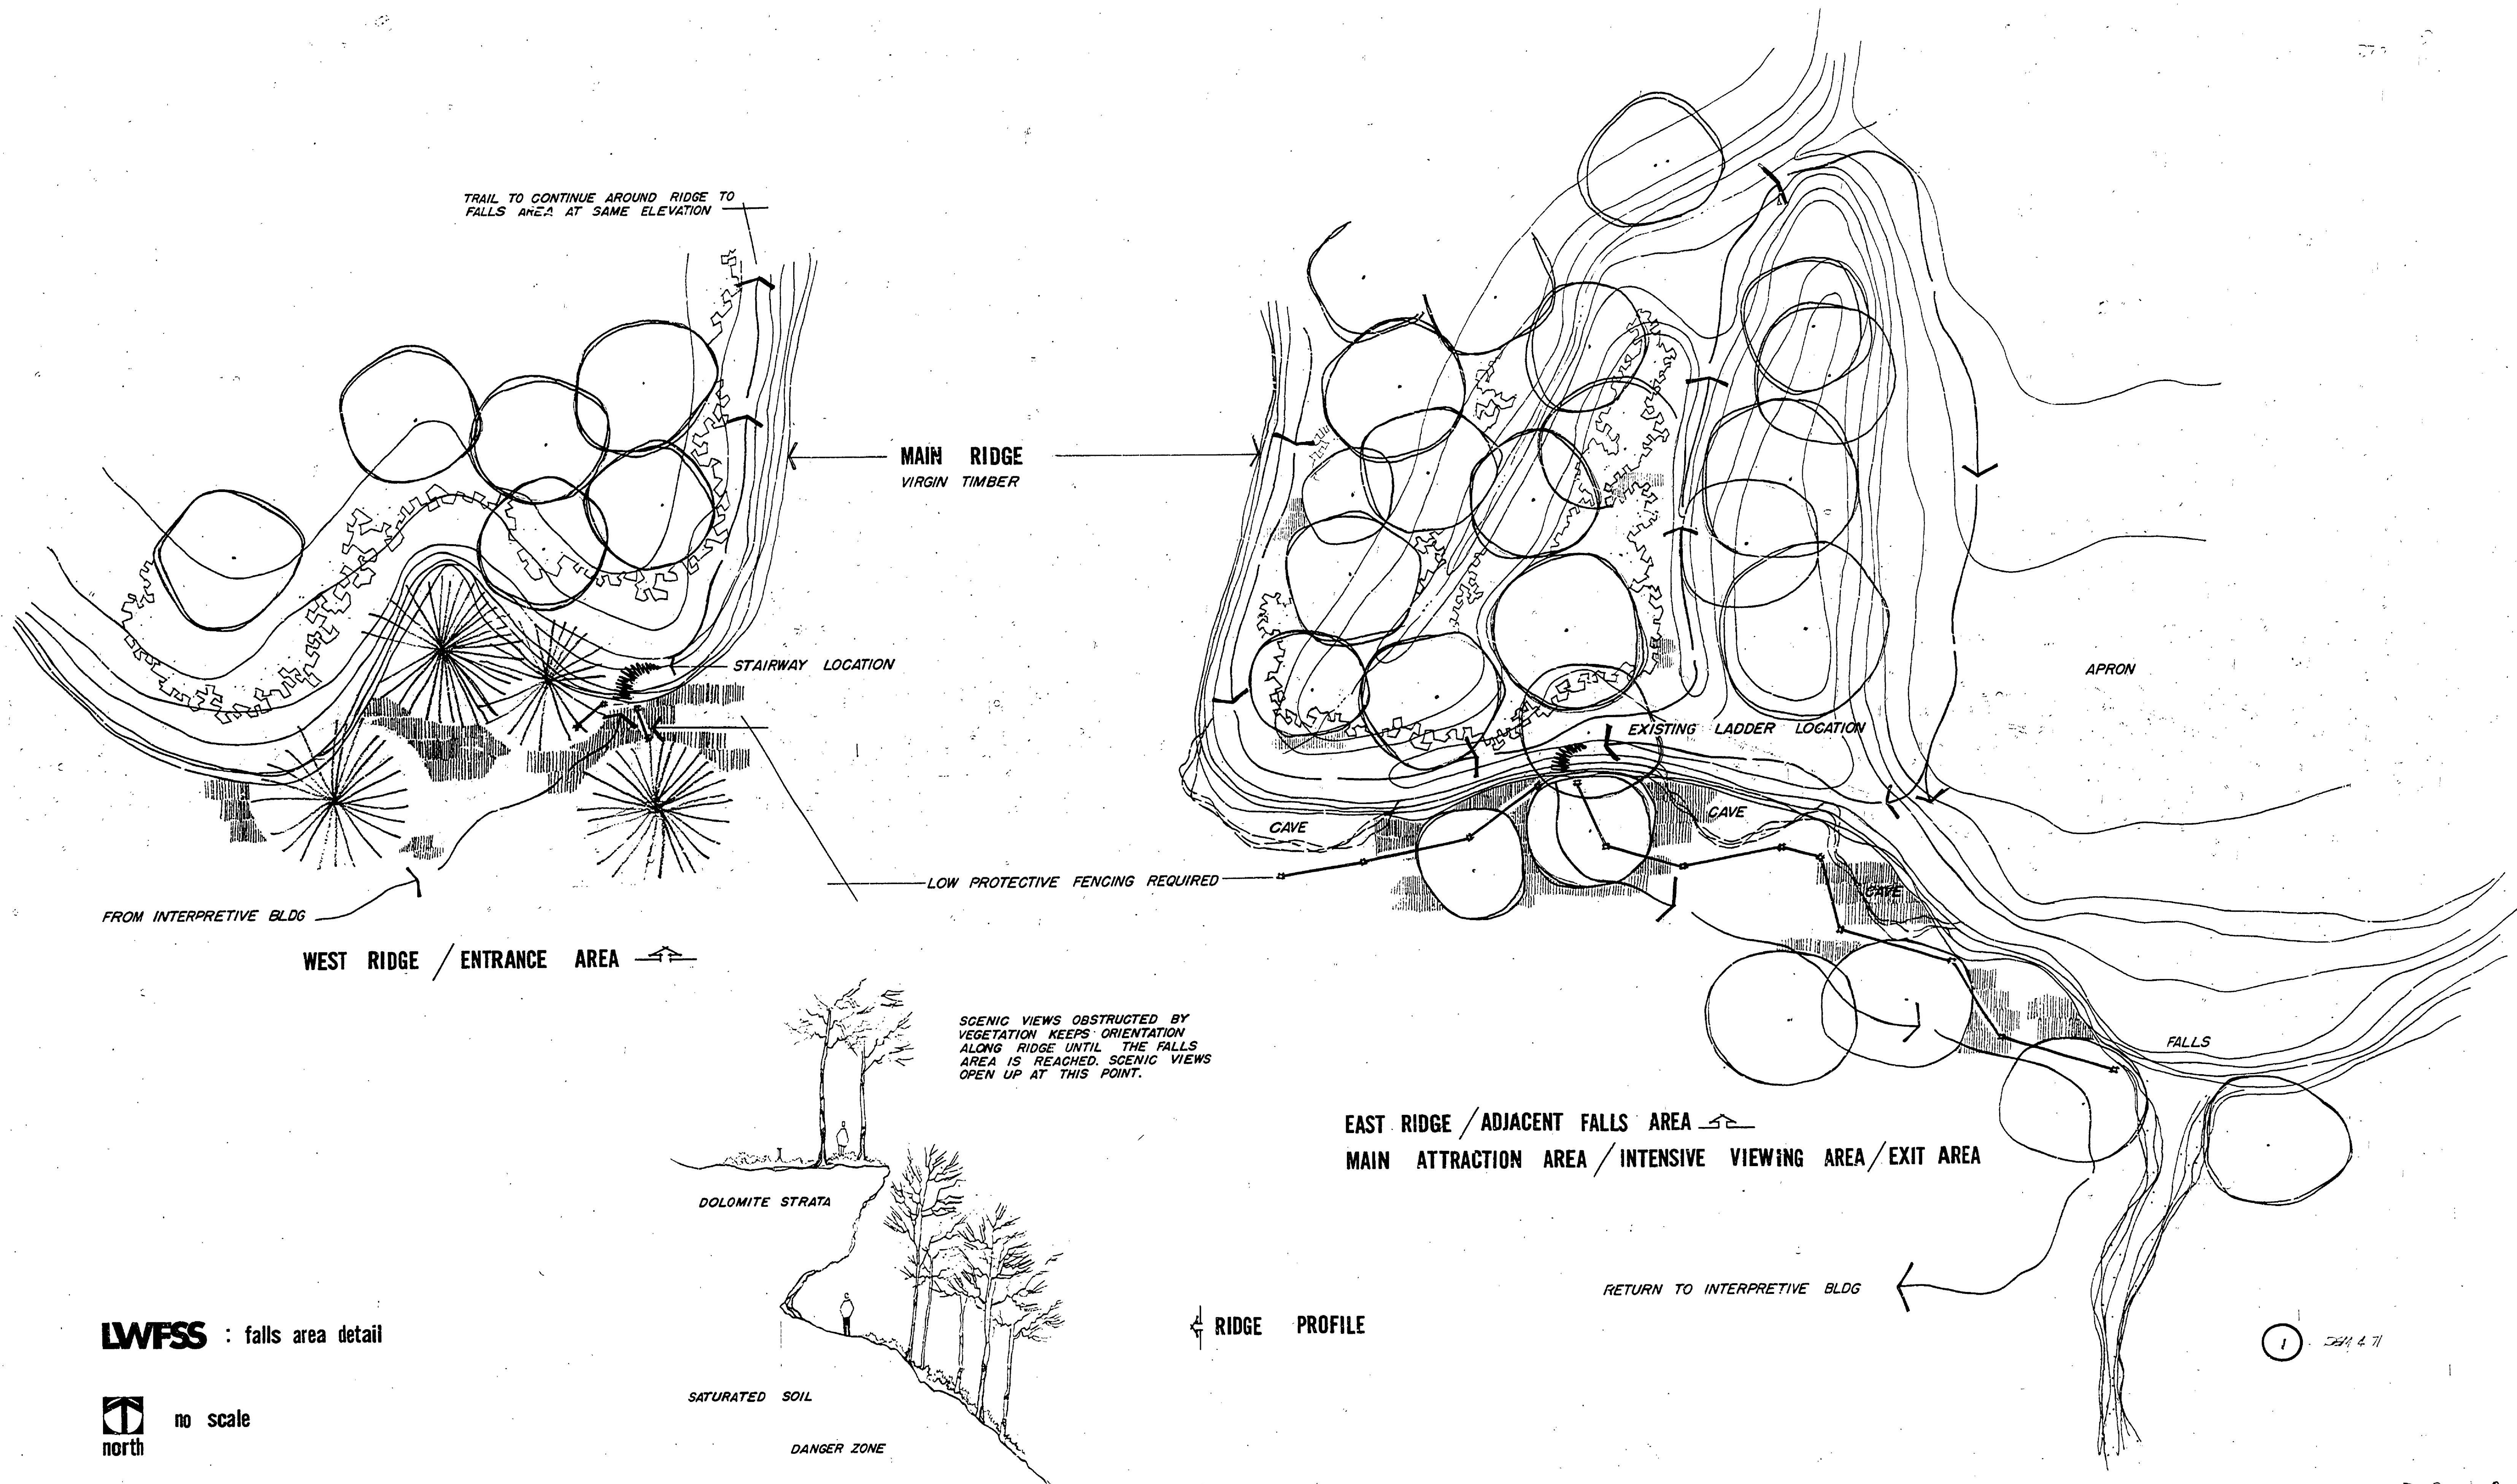 TRAIL TO CONTINUE AROUND RIDGE TO
FALLS AREA AT SAME ELEVATION
MAIN RIDGE
VIRGIN TIMBER
STAIRWAY LOCATION
EXISTING LADDER LOCATION
APRON
CAVE
CAVE
CAVE
LOW PROTECTIVE FENCING REQUIRED
FROM INTERPRETIVE BLDG
WEST RIDGE / ENTRANCE AREA
SCENIC VIEWS OBSTRUCTED BY
VEGETATION KEEPS ORIENTATION
ALONG RIDGE UNTIL THE FALLS
AREA IS REACHED. SCENIC VIEWS
OPEN UP AT THIS POINT.
FALLS
EAST RIDGE / ADJACENT FALLS AREA
MAIN ATTRACTION AREA / INTENSIVE VIEWING AREA / EXIT AREA
DOLOMITE STRATA
RETURN TO INTERPRETIVE BLDG
RIDGE PROFILE
LWFSS : falls area detail
1
SATURATED SOIL
no scale
north
DANGER ZONE